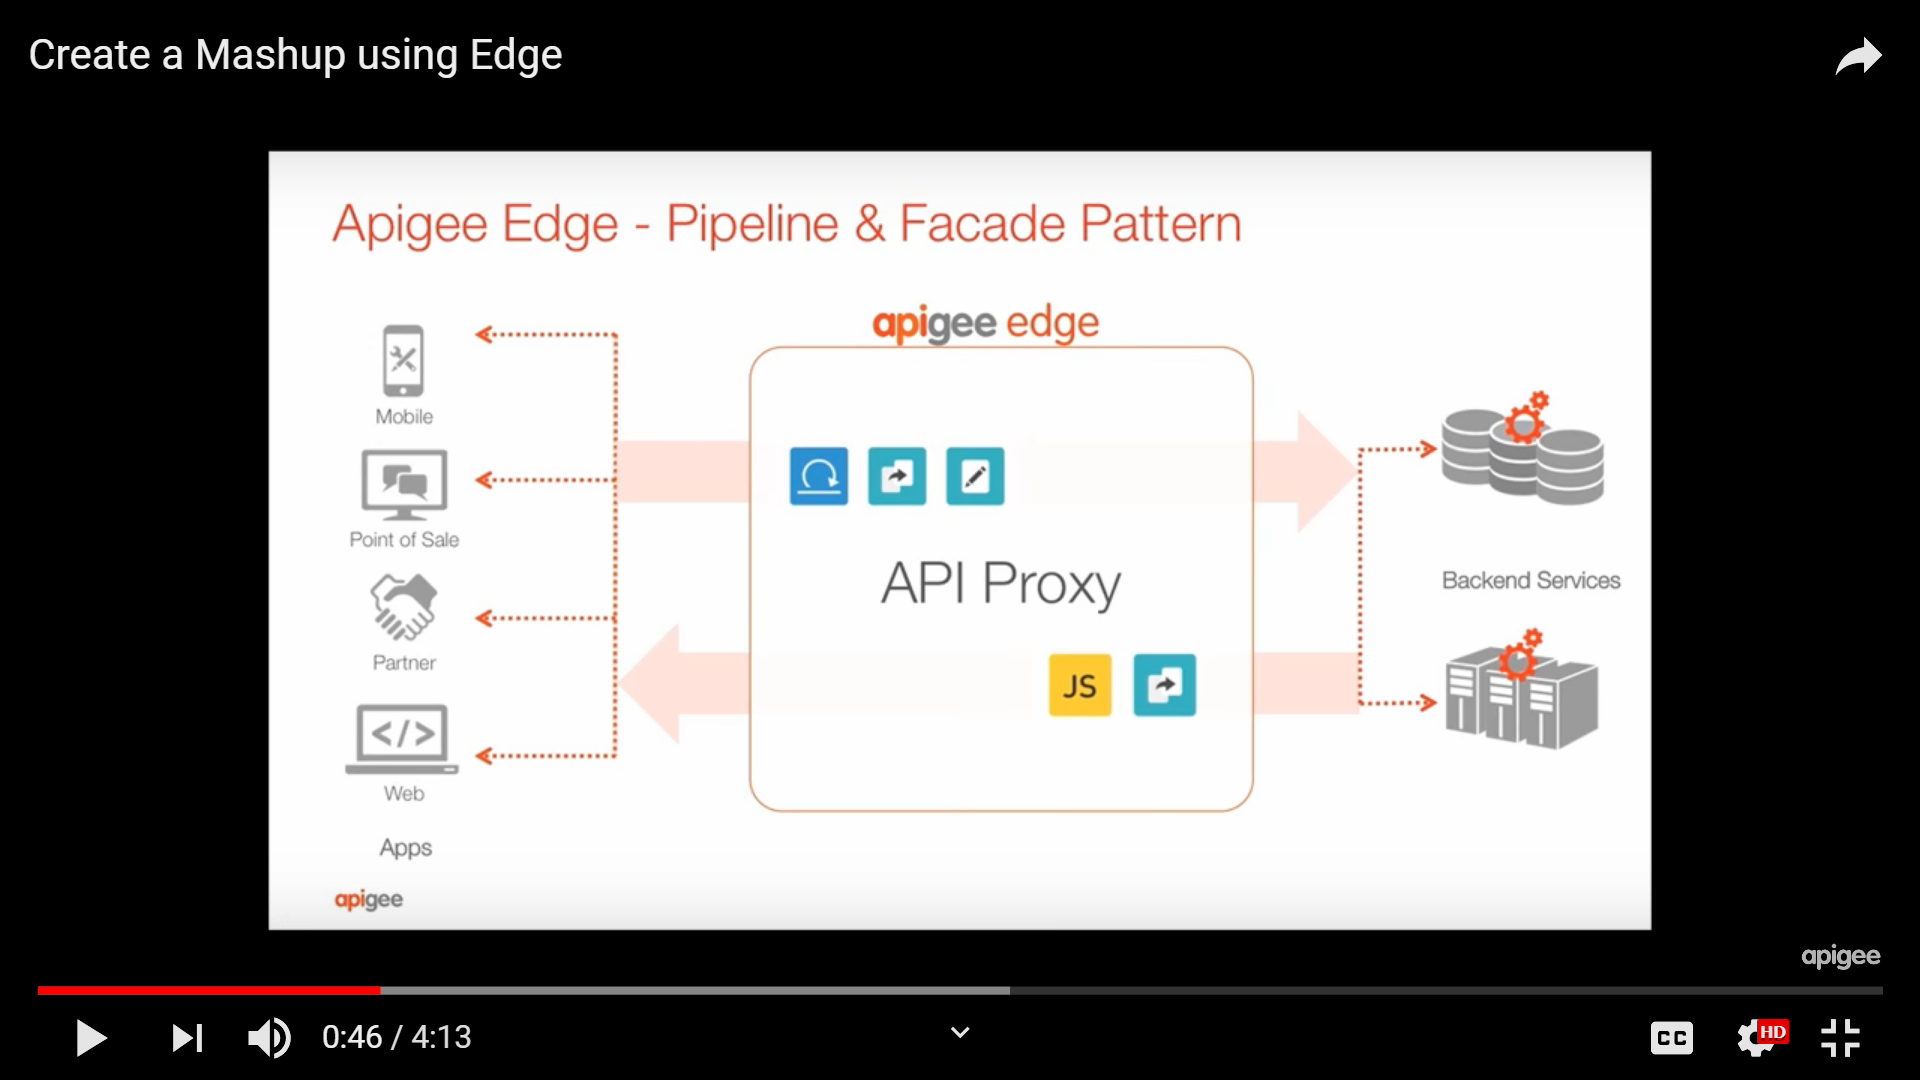 Create a Mashup using Edge
Apigee Edge - Pipeline & Facade Pattern
apigee edge
Mobile
Point of Sale
Partner
</>
Web
Apps
API Proxy
JS
Backend Services
apigee
apigee
0:46 / 4:13
CC
HD